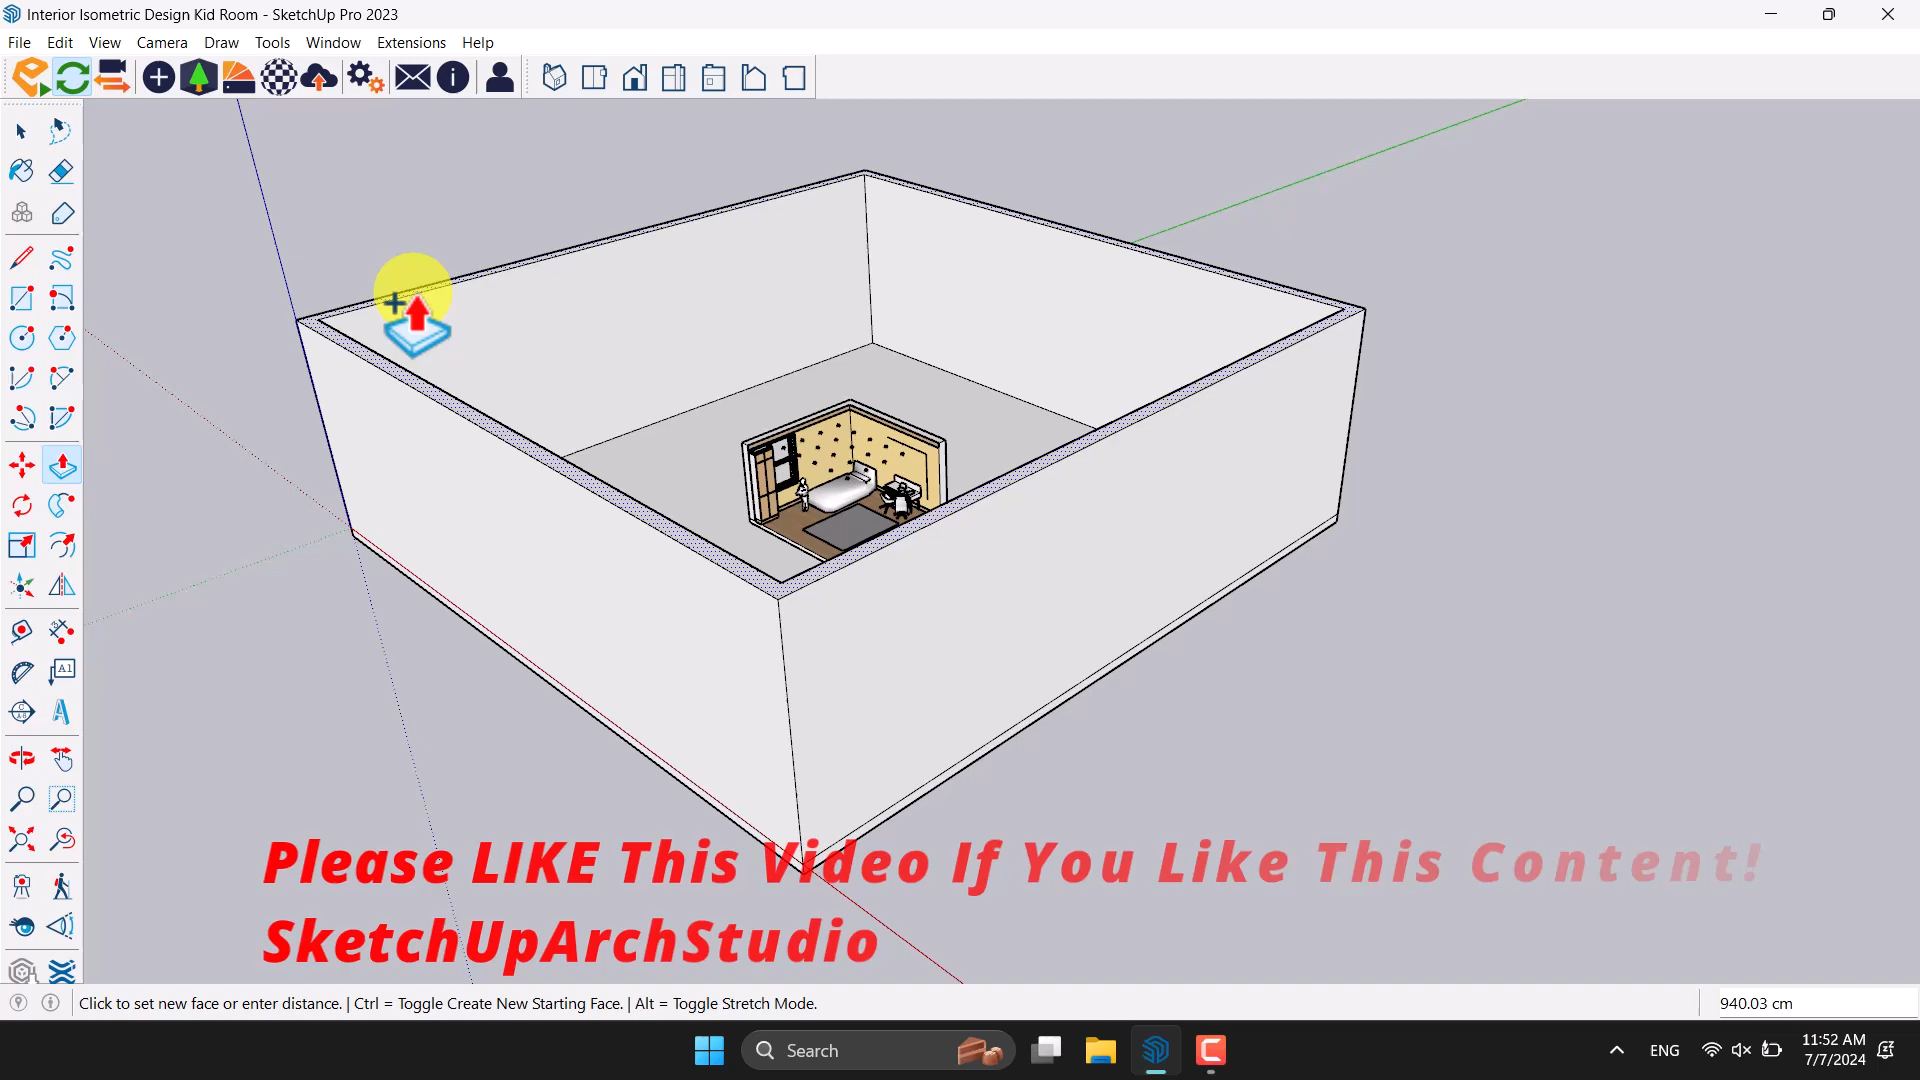 Interior Isometric Design Kid Room - SketchUp Pro 2023
File Edit View Camera Draw Tools Window Extensions Help
Please LIKE This Video If You Like This Content!
SketchUpArchStudio
Click to set new face or enter distance. | Ctrl = Toggle Create New Starting Face. | Alt = Toggle Stretch Mode.
940.03 cm
Search
ENG
11:52 AM
7/7/2024